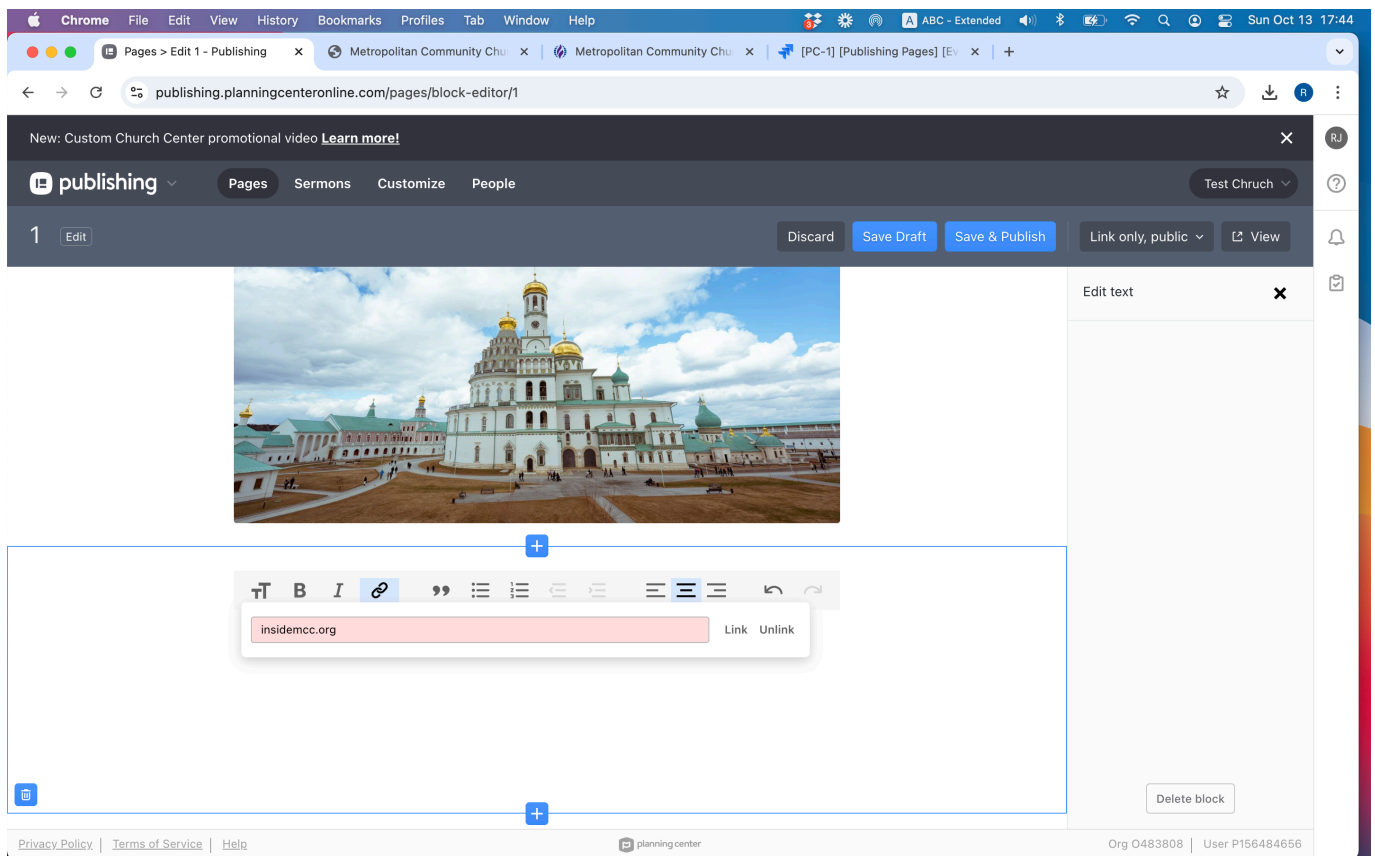 Chrome File Edit View History Bookmarks Profiles Tab Window Help 3 A ABC - Extended Sun Oct 13 17:44
Pages > Edit 1 - Publishing Metropolitan Community Chu Metropolitan Community Chu [PC-1] [Publishing Pages] [Ev
publishing.planningcenteronline.com/pages/block-editor/1 R
New: Custom Church Center promotional video Learn more! RJ
publishing Pages Sermons Customize People Test Chruch
1 Edit Discard Save Draft Save & Publish Link only, public View
Edit text
B I
insidemcc.org Link Unlink
Delete block
Privacy Policy | Terms of Service | Help planning center Org O483808 | User P156484656